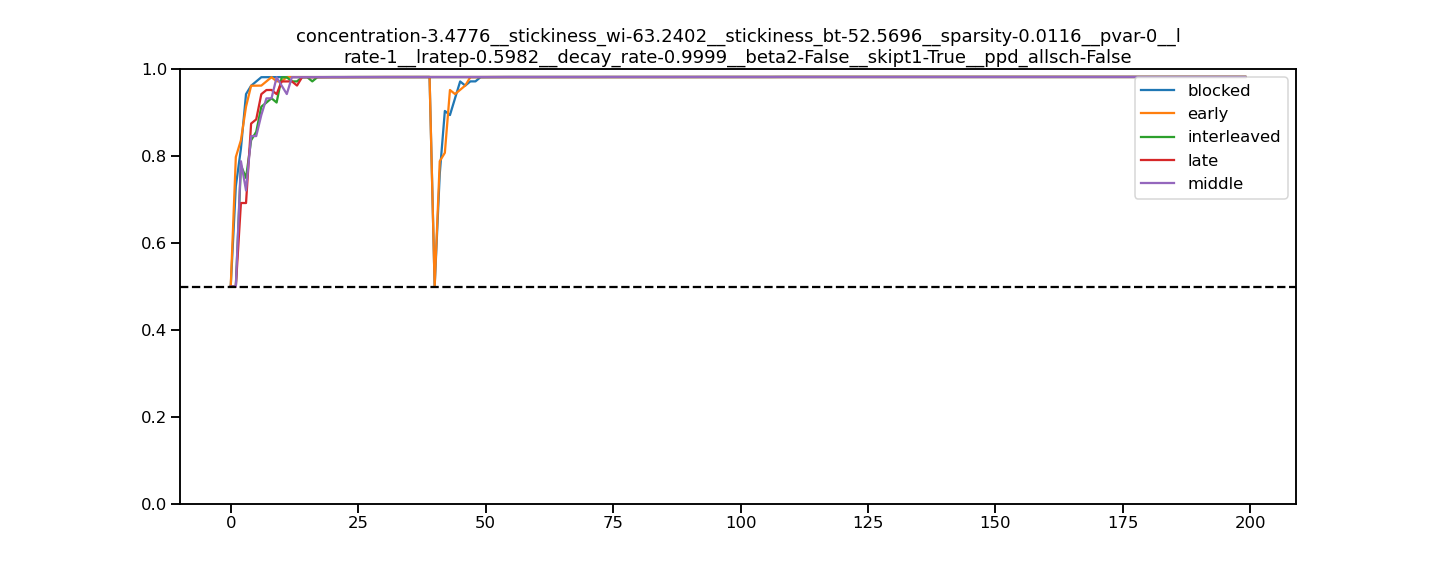 concentration-3.4776__stickiness_wi-63.2402__stickiness_bt-52.5696__sparsity-0.0116__pvar-0__l
rate-1__lratep-0.5982__decay_rate-0.9999__beta2-False__skipt1-True__ppd_allsch-False
1.0
0.8
0.6
0.4
0.2
0.0
blocked
early
interleaved
late
middle
0 25 50 75 100 125 150 175 200